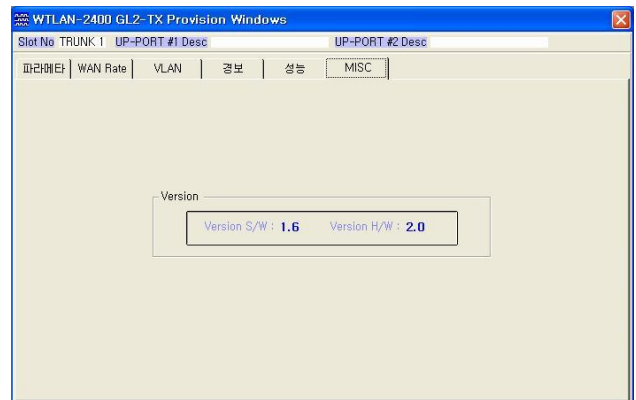 WTLAN-2400 GL2-TX Provision Windows
Slot No TRUNK 1 UP-PORT #1 Desc UP-PORT #2 Desc
파라메타 WAN Rate VLAN 경보 성능 MISC
Version
Version S/W : 1.6 Version H/W : 2.0